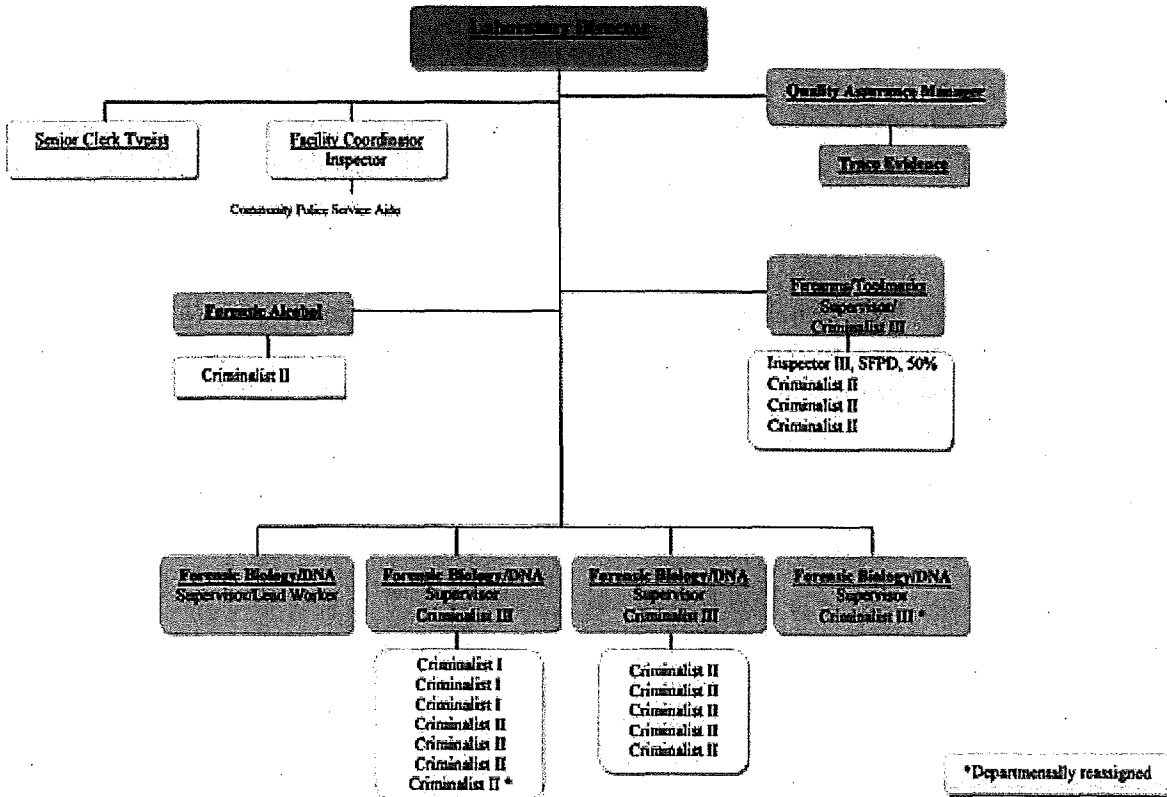 Laboratory Director
Quality Assurance Manager
Trace Evidence
Senior Clerk Typist
Facility Coordinator
Inspector
Community Police Service Aide
Forensic Alcohol
Criminalist II
Firearms/Toolmarks
Supervisor/
Criminalist III
Inspector III, SFPD, 50%
Criminalist II
Criminalist II
Criminalist II
Forensic Biology/DNA
Supervisor/Lead Worker
Forensic Biology/DNA
Supervisor
Criminalist III
Criminalist I
Criminalist I
Criminalist I
Criminalist II
Criminalist II
Criminalist II
Criminalist II *
Forensic Biology/DNA
Supervisor
Criminalist III
Criminalist II
Criminalist II
Criminalist II
Criminalist II
Criminalist II
Forensic Biology/DNA
Supervisor
Criminalist III *
*Departmentally reassigned